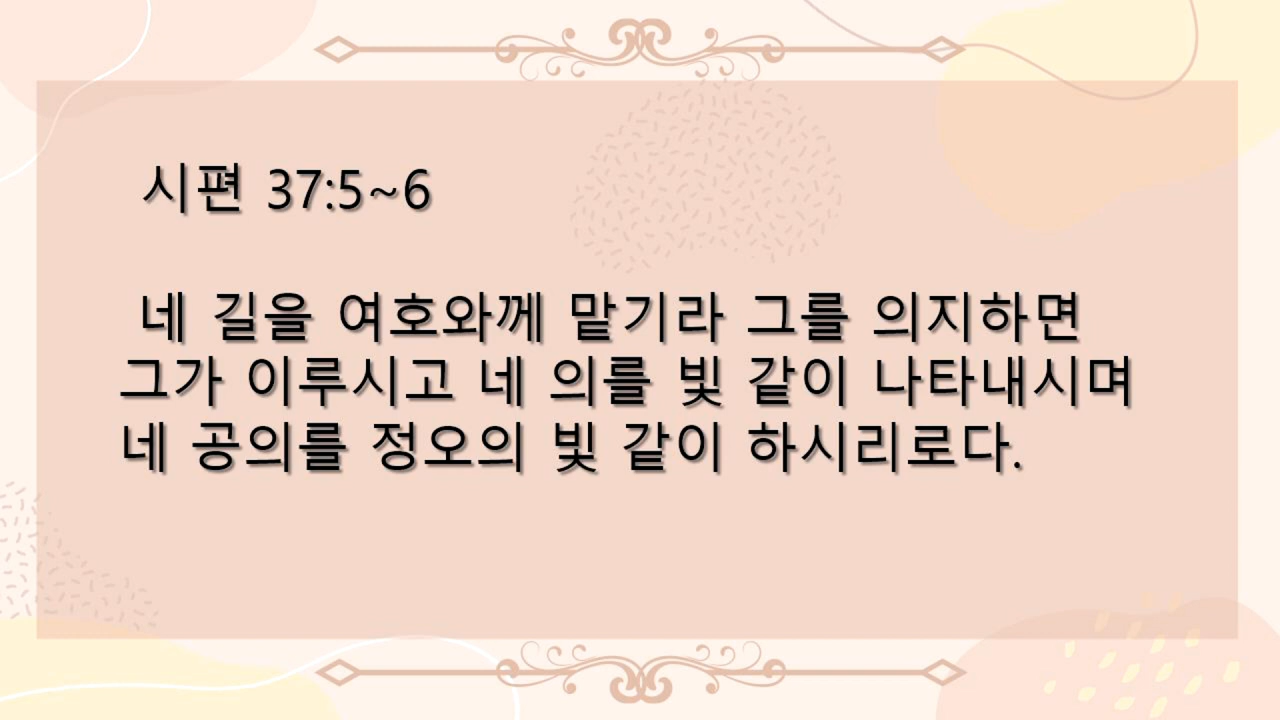 시편 37:5~6
네 길을 여호와께 맡기라 그를 의지하면
그가 이루시고 네 의를 빛 같이 나타내시며
네 공의를 정오의 빛 같이 하시리로다.